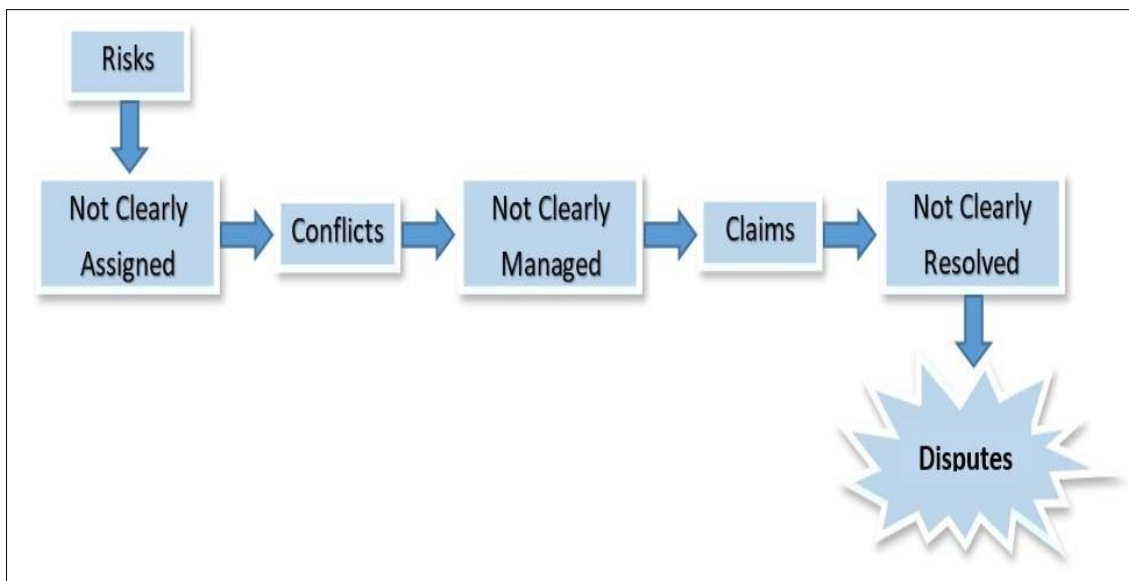 Risks
Not Clearly
Assigned
Conflicts
Not Clearly
Managed
Claims
Not Clearly
Resolved
Disputes